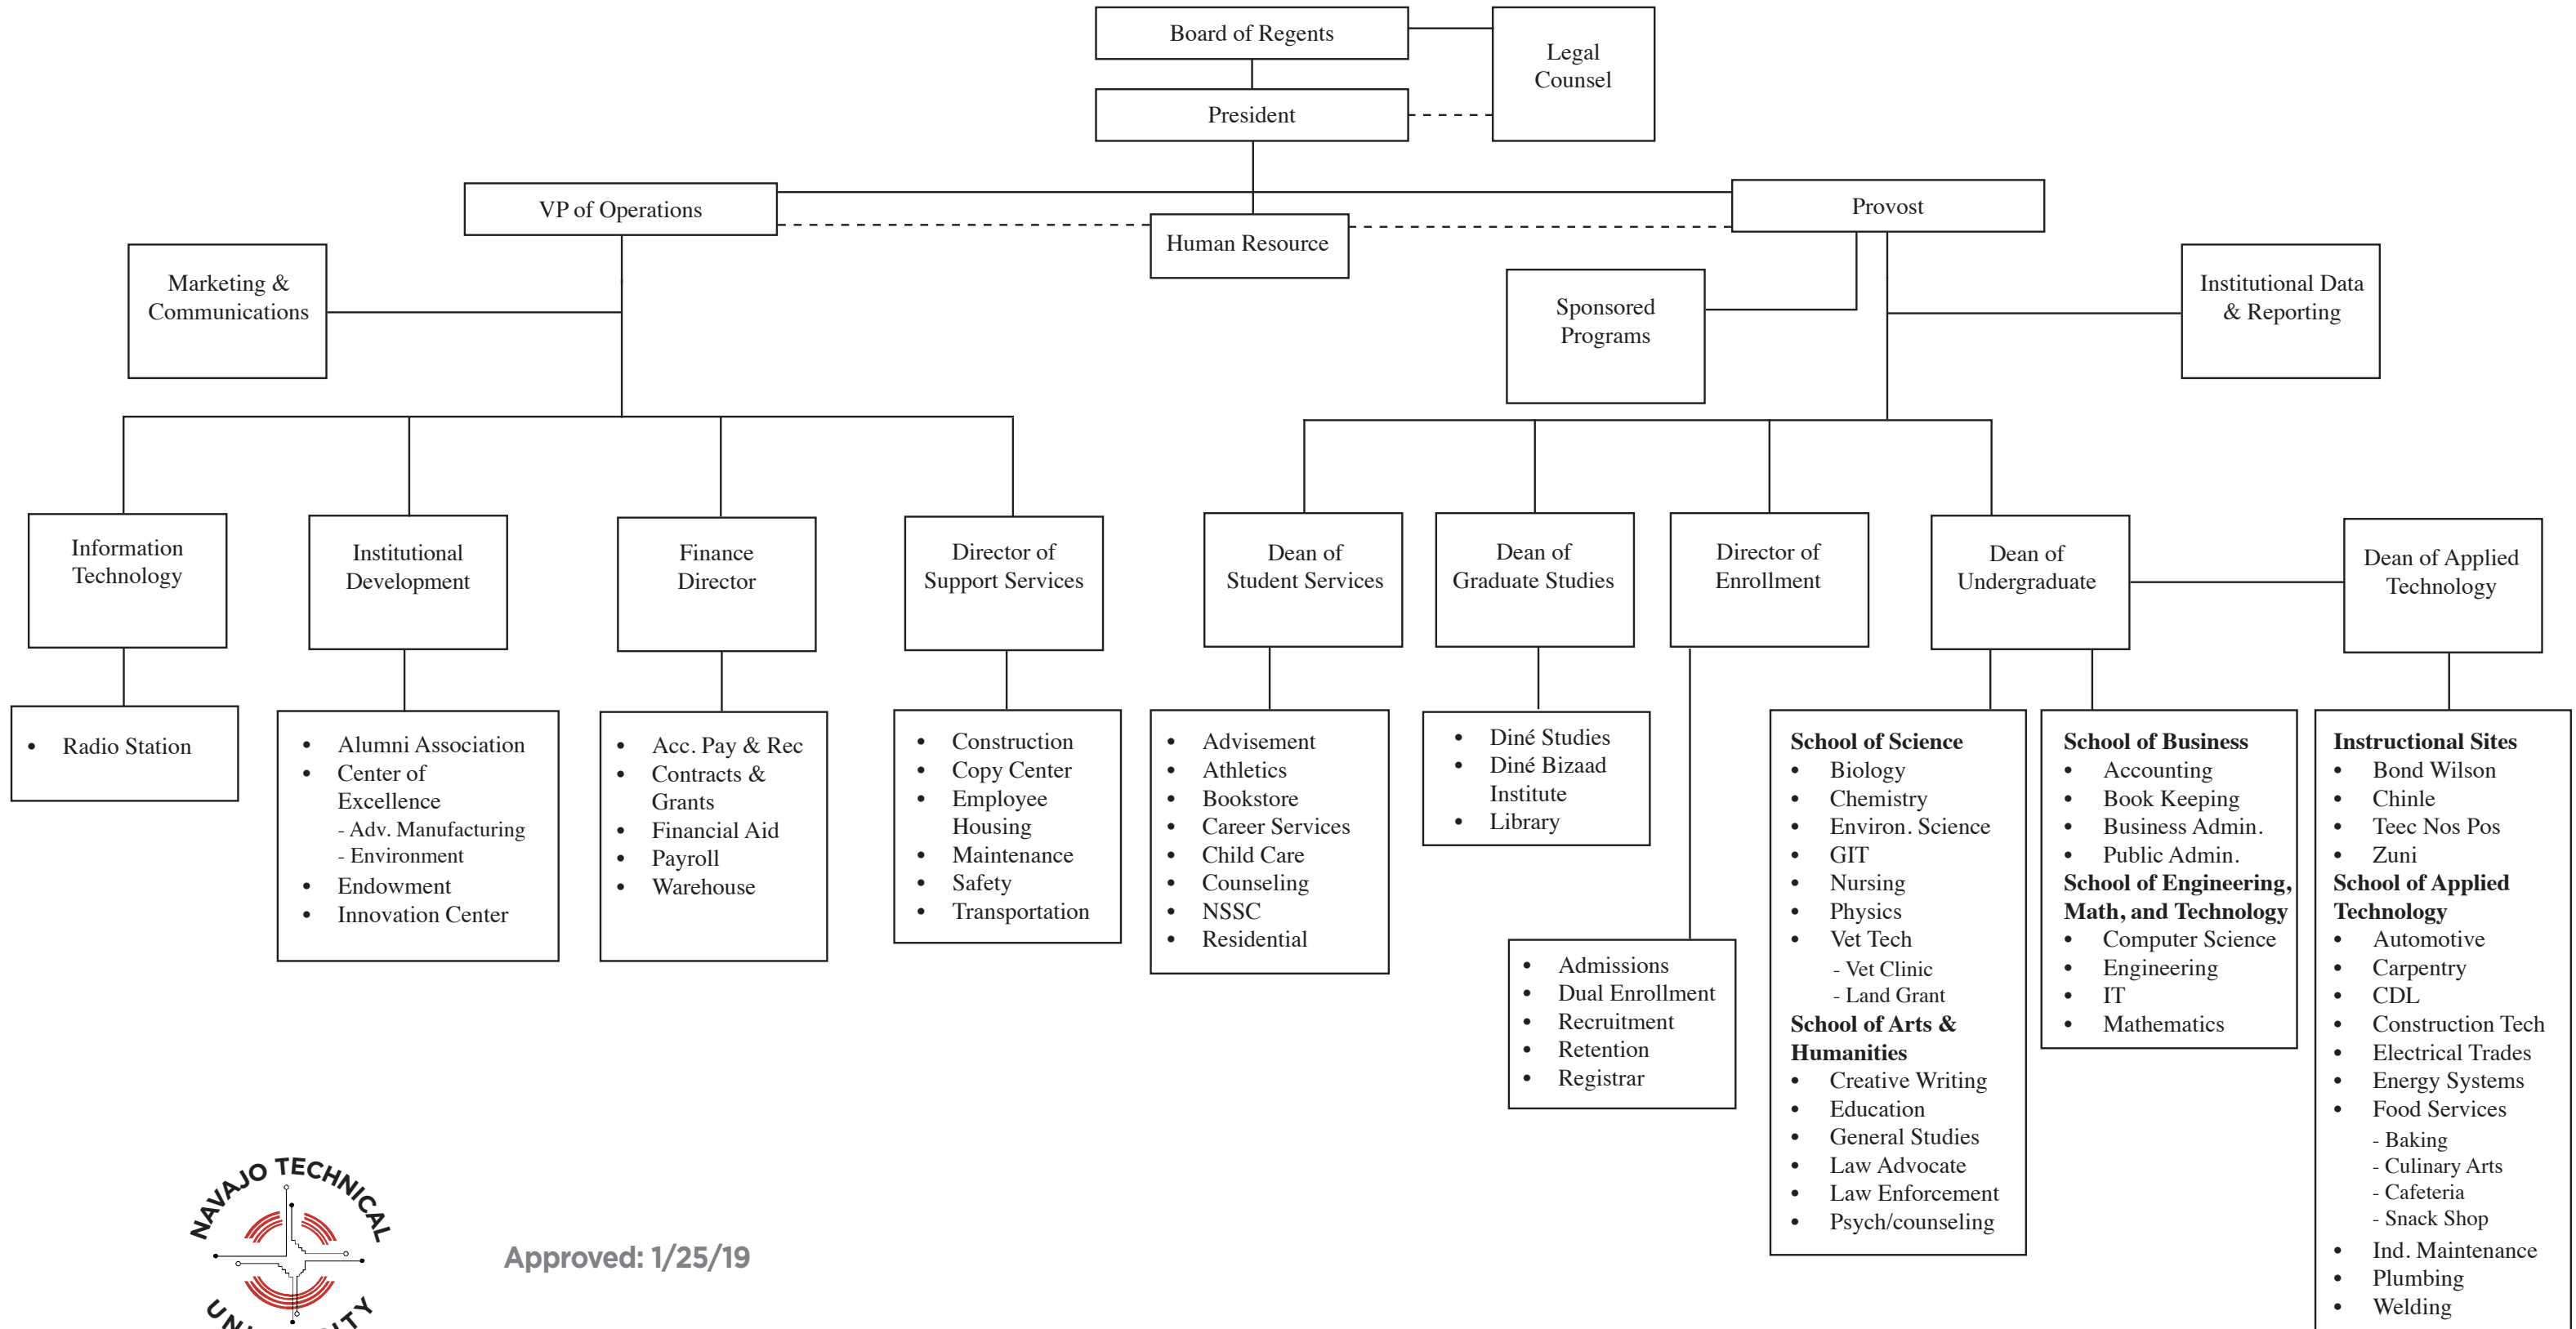 Board of Regents
Legal
Counsel
President
VP of Operations
Provost
Human Resource
Marketing &
Communications
Sponsored
Programs
Institutional Data
& Reporting
Information
Technology
Institutional
Development
Finance
Director
Director of
Support Services
Dean of
Student Services
Dean of
Graduate Studies
Director of
Enrollment
Dean of
Undergraduate
Dean of Applied
Technology
• Radio Station
• Alumni Association
• Center of
Excellence
- Adv. Manufacturing
- Environment
• Endowment
• Innovation Center
• Acc. Pay & Rec
• Contracts &
Grants
• Financial Aid
• Payroll
• Warehouse
• Construction
• Copy Center
• Employee
Housing
• Maintenance
• Safety
• Transportation
• Advisement
• Athletics
• Bookstore
• Career Services
• Child Care
• Counseling
• NSSC
• Residential
• Diné Studies
• Diné Bizaad
Institute
• Library
• Admissions
• Dual Enrollment
• Recruitment
• Retention
• Registrar
School of Science
• Biology
• Chemistry
• Environ. Science
• GIT
• Nursing
• Physics
• Vet Tech
- Vet Clinic
- Land Grant
School of Arts &
Humanities
• Creative Writing
• Education
• General Studies
• Law Advocate
• Law Enforcement
• Psych/counseling
School of Business
• Accounting
• Book Keeping
• Business Admin.
• Public Admin.
School of Engineering,
Math, and Technology
• Computer Science
• Engineering
• IT
• Mathematics
Instructional Sites
• Bond Wilson
• Chinle
• Teec Nos Pos
• Zuni
School of Applied
Technology
• Automotive
• Carpentry
• CDL
• Construction Tech
• Electrical Trades
• Energy Systems
• Food Services
- Baking
- Culinary Arts
- Cafeteria
- Snack Shop
• Ind. Maintenance
• Plumbing
• Welding
NAVAJO TECHNICAL
Approved: 1/25/19